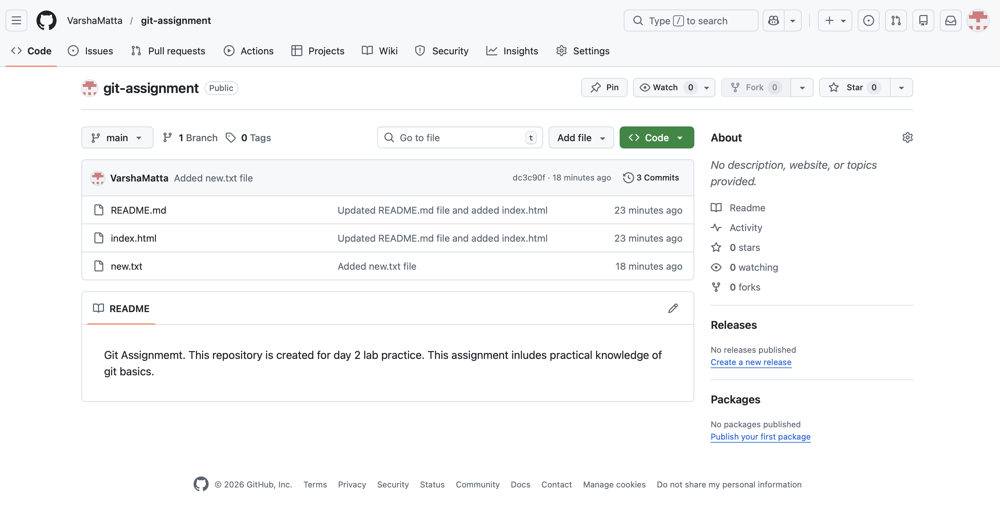 VarshaMatta / git-assignment
Type / to search
Code Issues Pull requests Actions Projects Wiki Security Insights Settings
git-assignment Public
Pin Watch 0 Fork 0 Star 0
main 1 Branch 0 Tags
Go to file t Add file Code
VarshaMatta Added new.txt file dc3c90f · 18 minutes ago 3 Commits
README.md Updated README.md file and added index.html 23 minutes ago
index.html Updated README.md file and added index.html 23 minutes ago
new.txt Added new.txt file 18 minutes ago
README
Git Assignmemt. This repository is created for day 2 lab practice. This assignment inludes practical knowledge of
git basics.
About
No description, website, or topics
provided.
Readme
Activity
0 stars
0 watching
0 forks
Releases
No releases published
Create a new release
Packages
No packages published
Publish your first package
© 2026 GitHub, Inc. Terms Privacy Security Status Community Docs Contact Manage cookies Do not share my personal information